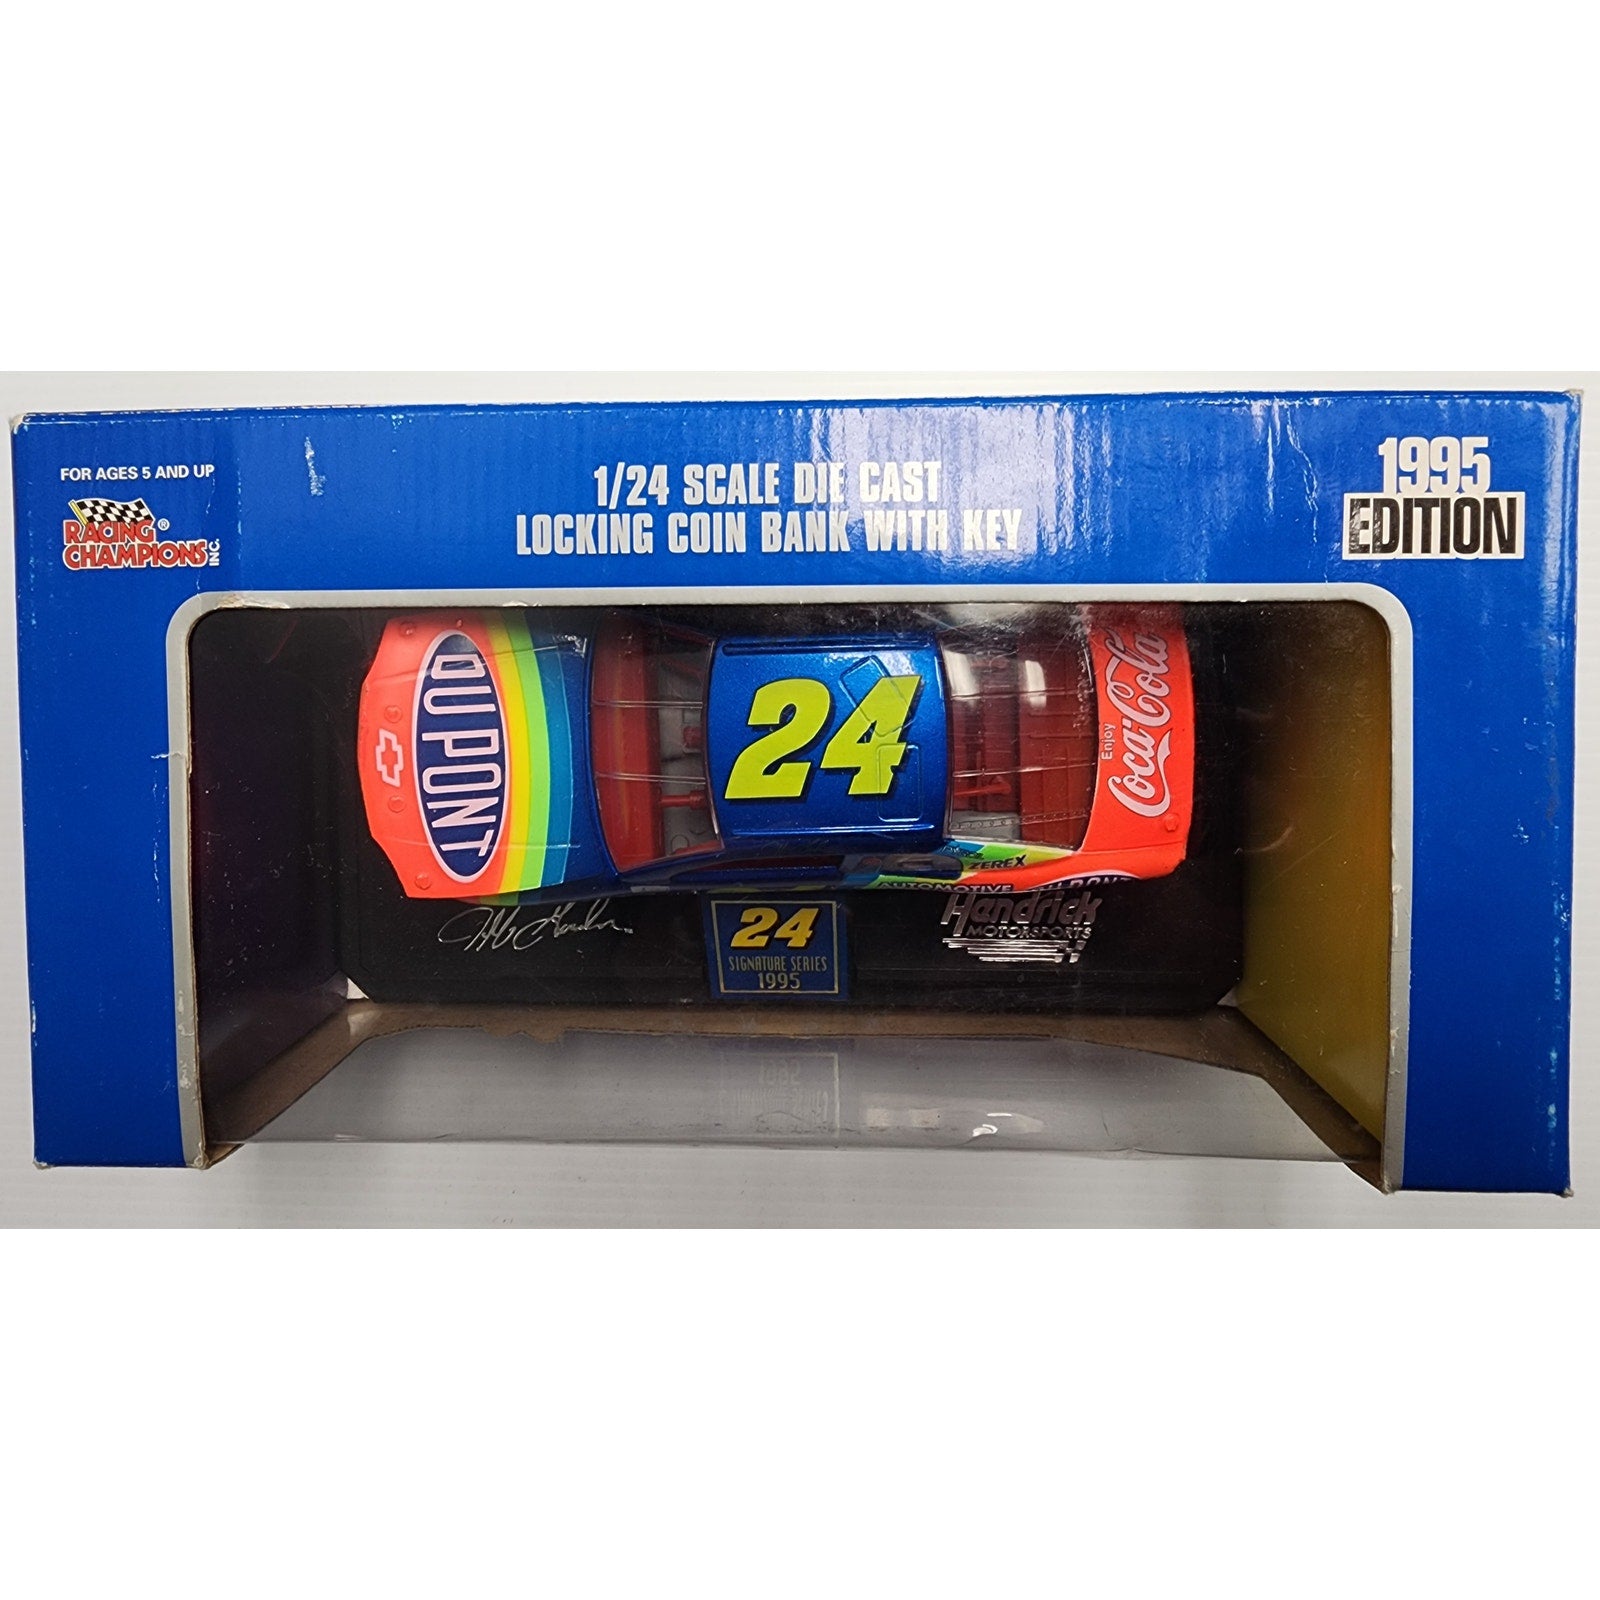 FOR AGES 5 AND UP
RACING®
CHAMPIONS INC.
1/24 SCALE DIE CAST
LOCKING COIN BANK WITH KEY
1995
EDITION
DUPONT
24
Enjoy
Coca-Cola
ZEREX
AUTOMOTIVE DUPONT
24
SIGNATURE SERIES
1995
Hendrick
MOTORSPORTS